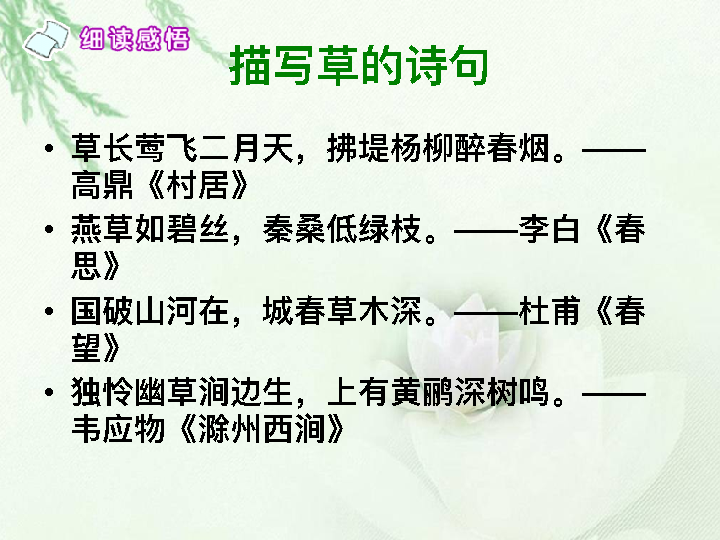 细读感悟
描写草的诗句
• 草长莺飞二月天，拂堤杨柳醉春烟。——
高鼎《村居》
• 燕草如碧丝，秦桑低绿枝。——李白《春
思》
• 国破山河在，城春草木深。——杜甫《春
望》
• 独怜幽草涧边生，上有黄鹂深树鸣。——
韦应物《滁州西涧》